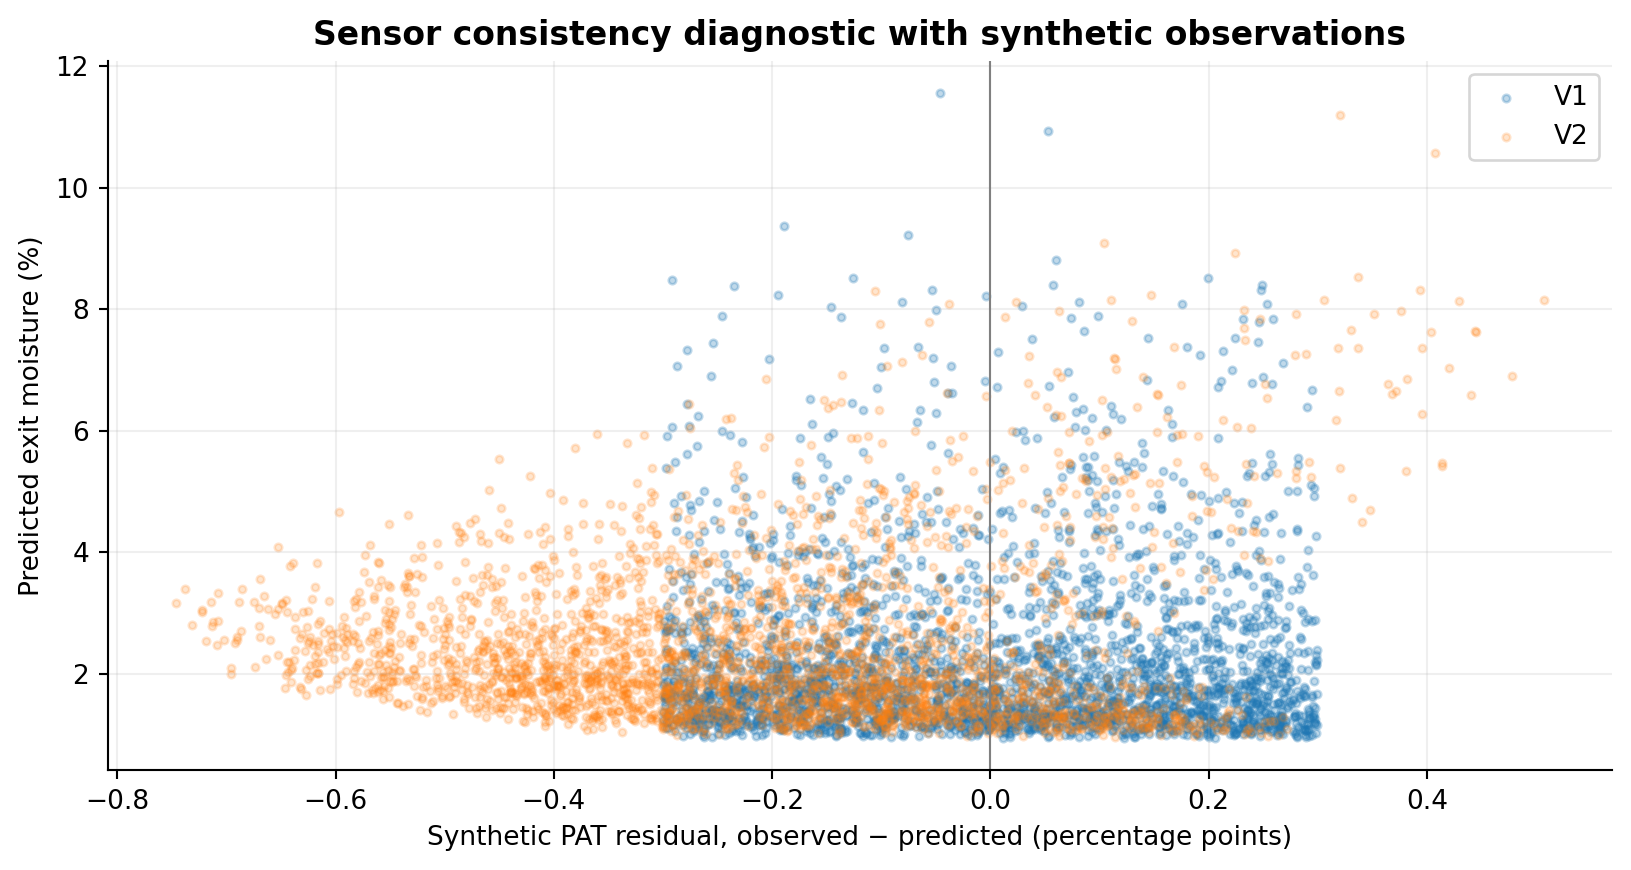 Sensor consistency diagnostic with synthetic observations
V1
V2
Predicted exit moisture (%)
12
10
8
6
4
2
−0.8
−0.6
−0.4
−0.2
0.0
0.2
0.4
Synthetic PAT residual, observed − predicted (percentage points)